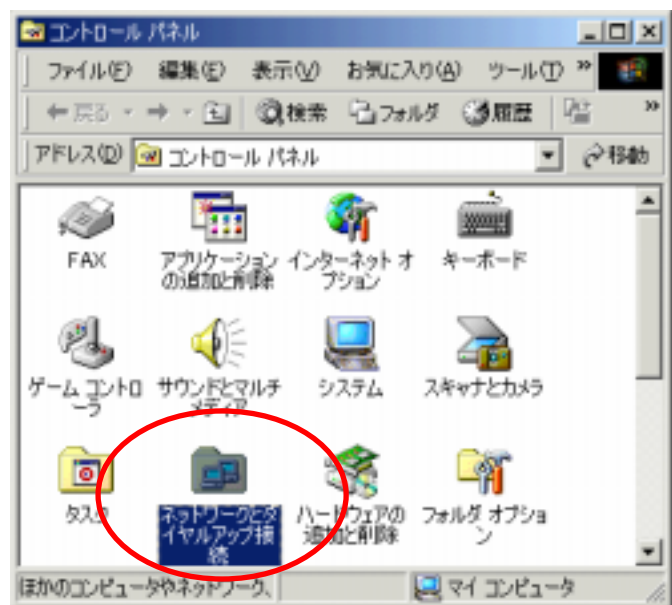 コントロール パネル
ファイル(F) 編集(E) 表示(V) お気に入り(A) ツール(T) »
戻る 検索 フォルダ 履歴 »
アドレス(D) コントロール パネル 移動
FAX
アプリケーション
の追加と削除
インターネット オ
プション
キーボード
ゲーム コントロ
ーラ
サウンドとマルチ
メディア
システム
スキャナとカメラ
タスク
ネットワークとダ
イヤルアップ接
続
ハードウェアの
追加と削除
フォルダ オプショ
ン
ほかのコンピュータやネットワーク、
マイ コンピュータ